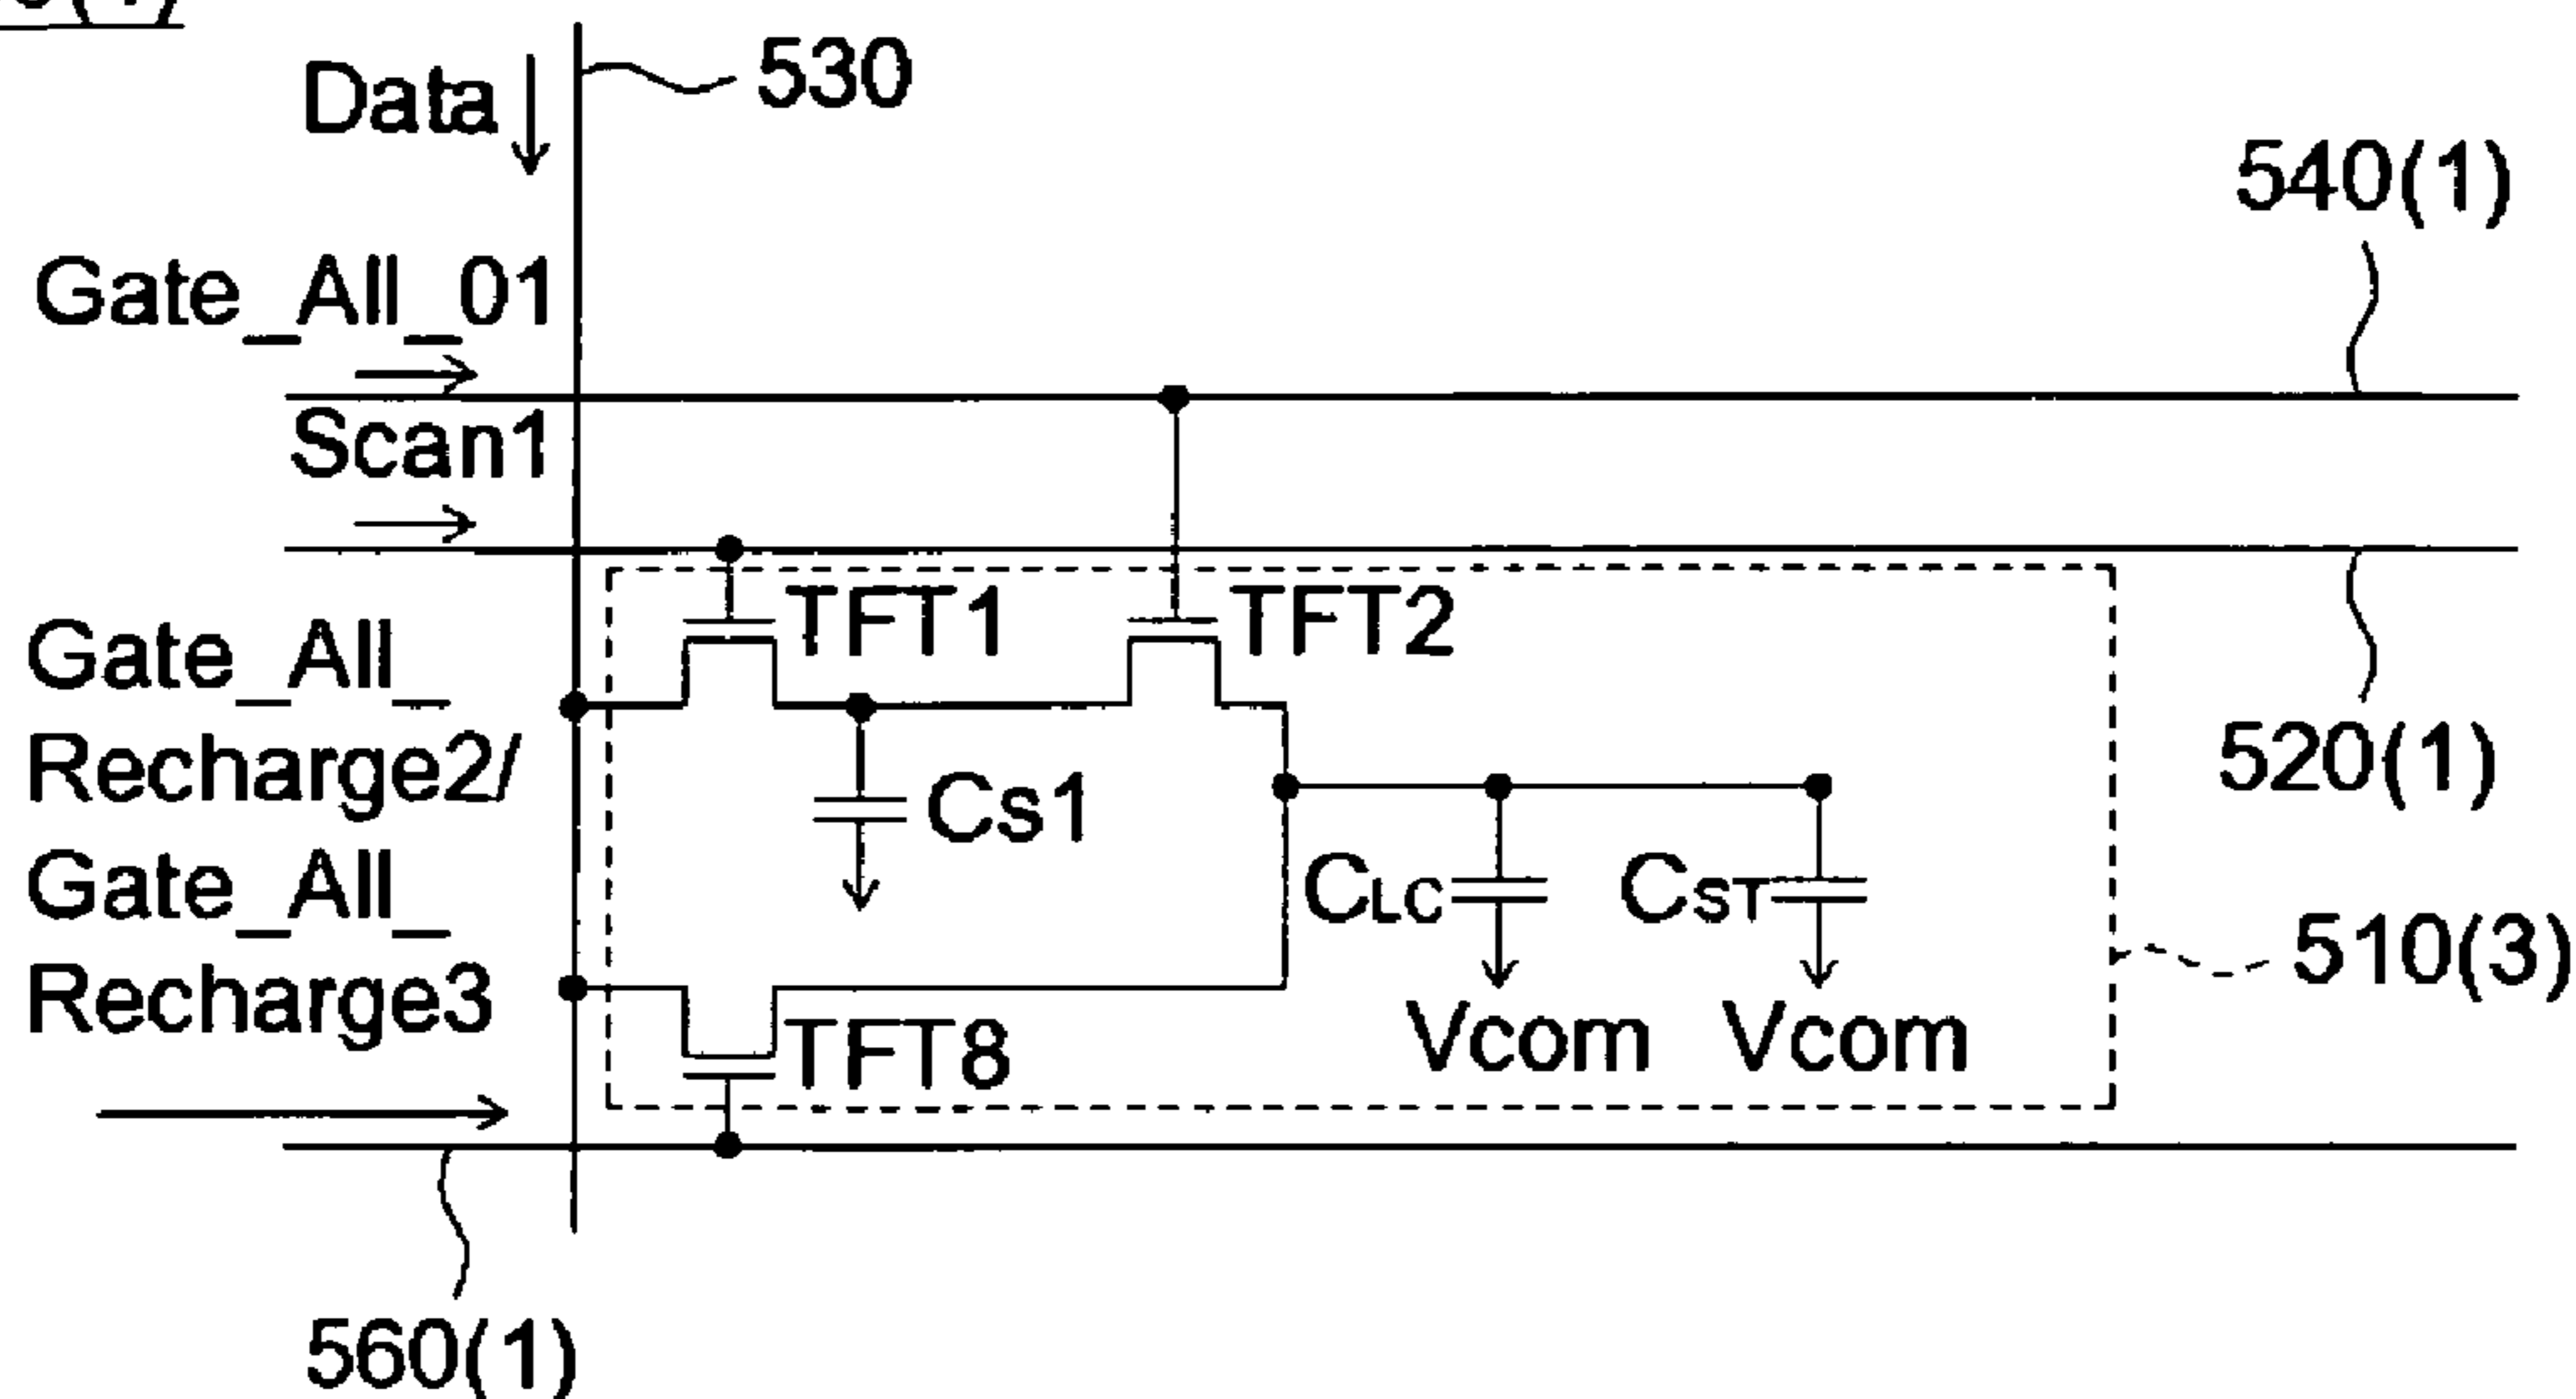 Data
530
540(1)
Gate_All_01
Scan1
TFT1
TFT2
Gate_All_
Recharge2/
Gate_All_
Recharge3
520(1)
Cs1
CLC
CST
510(3)
Vcom
Vcom
TFT8
560(1)